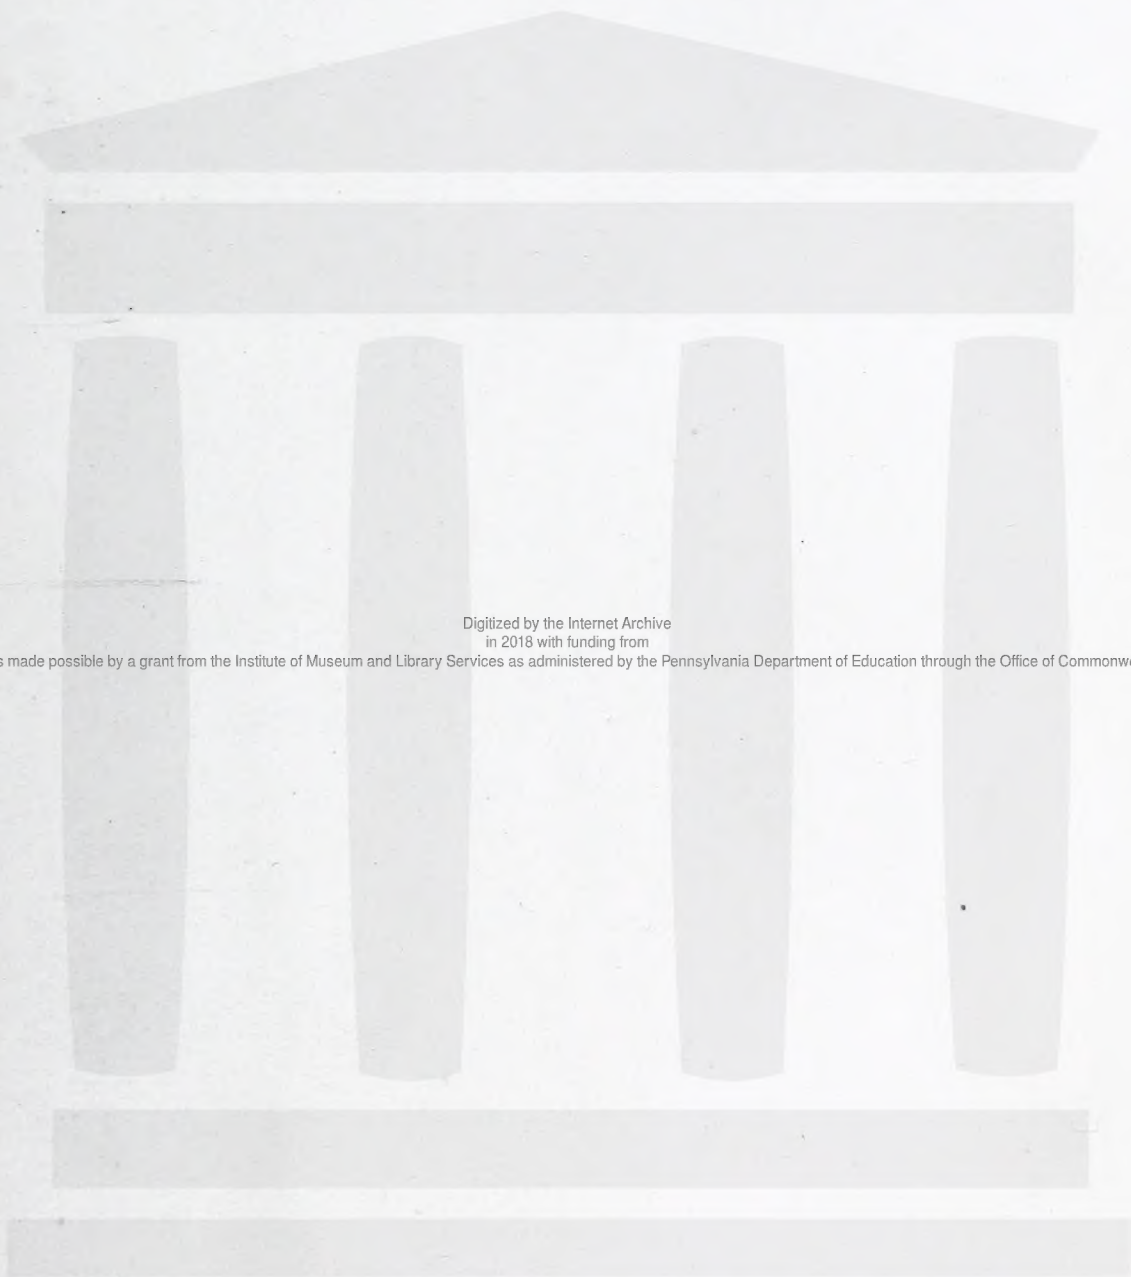 Digitized by the Internet Archive
in 2018 with funding from
s made possible by a grant from the Institute of Museum and Library Services as administered by the Pennsylvania Department of Education through the Office of Commonw